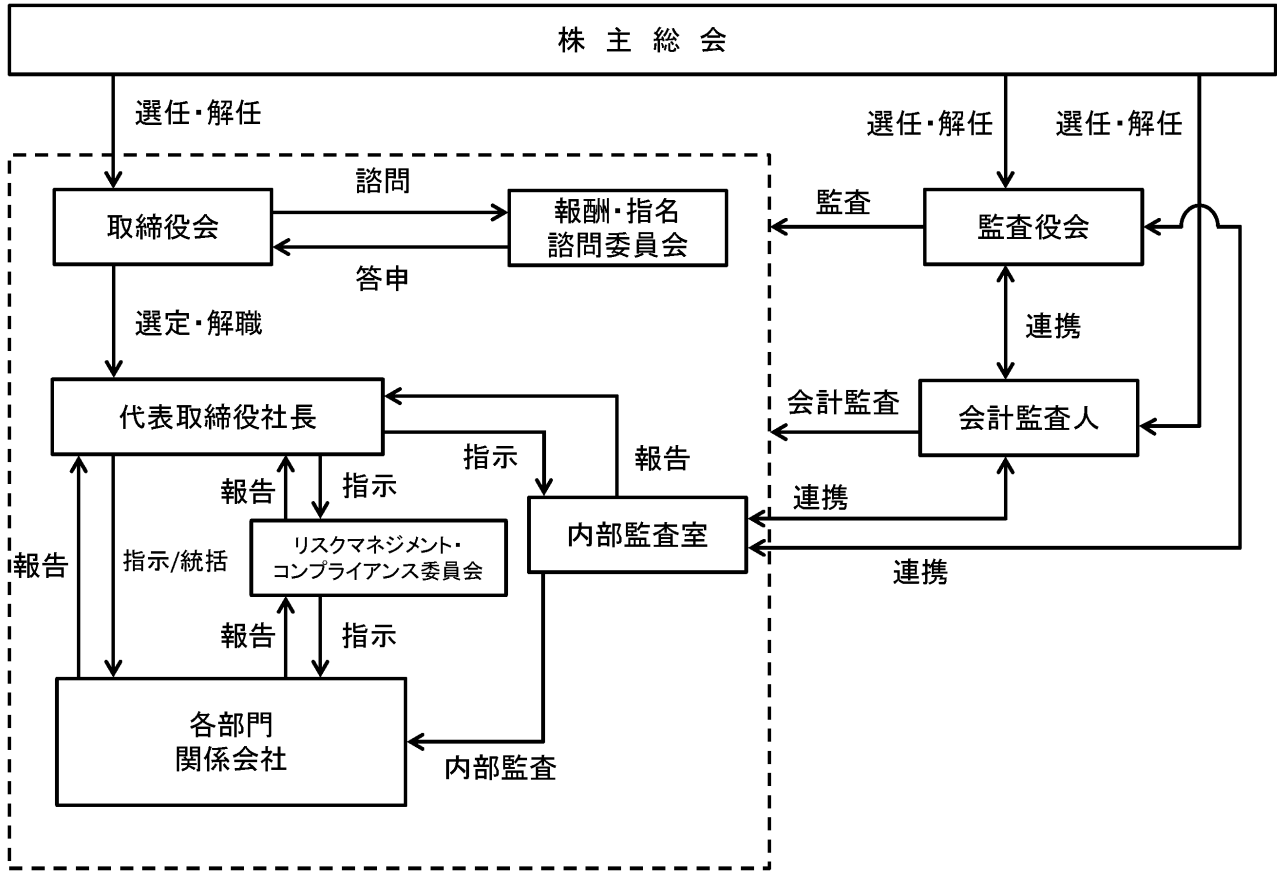 株主総会
選任・解任
選任・解任
選任・解任
諮問
取締役会
報酬・指名
諮問委員会
監査
監査役会
答申
選定・解職
連携
代表取締役社長
会計監査
会計監査人
指示
報告
報告
指示
連携
内部監査室
リスクマネジメント・
コンプライアンス委員会
報告
指示/統括
連携
報告
指示
各部門
関係会社
内部監査